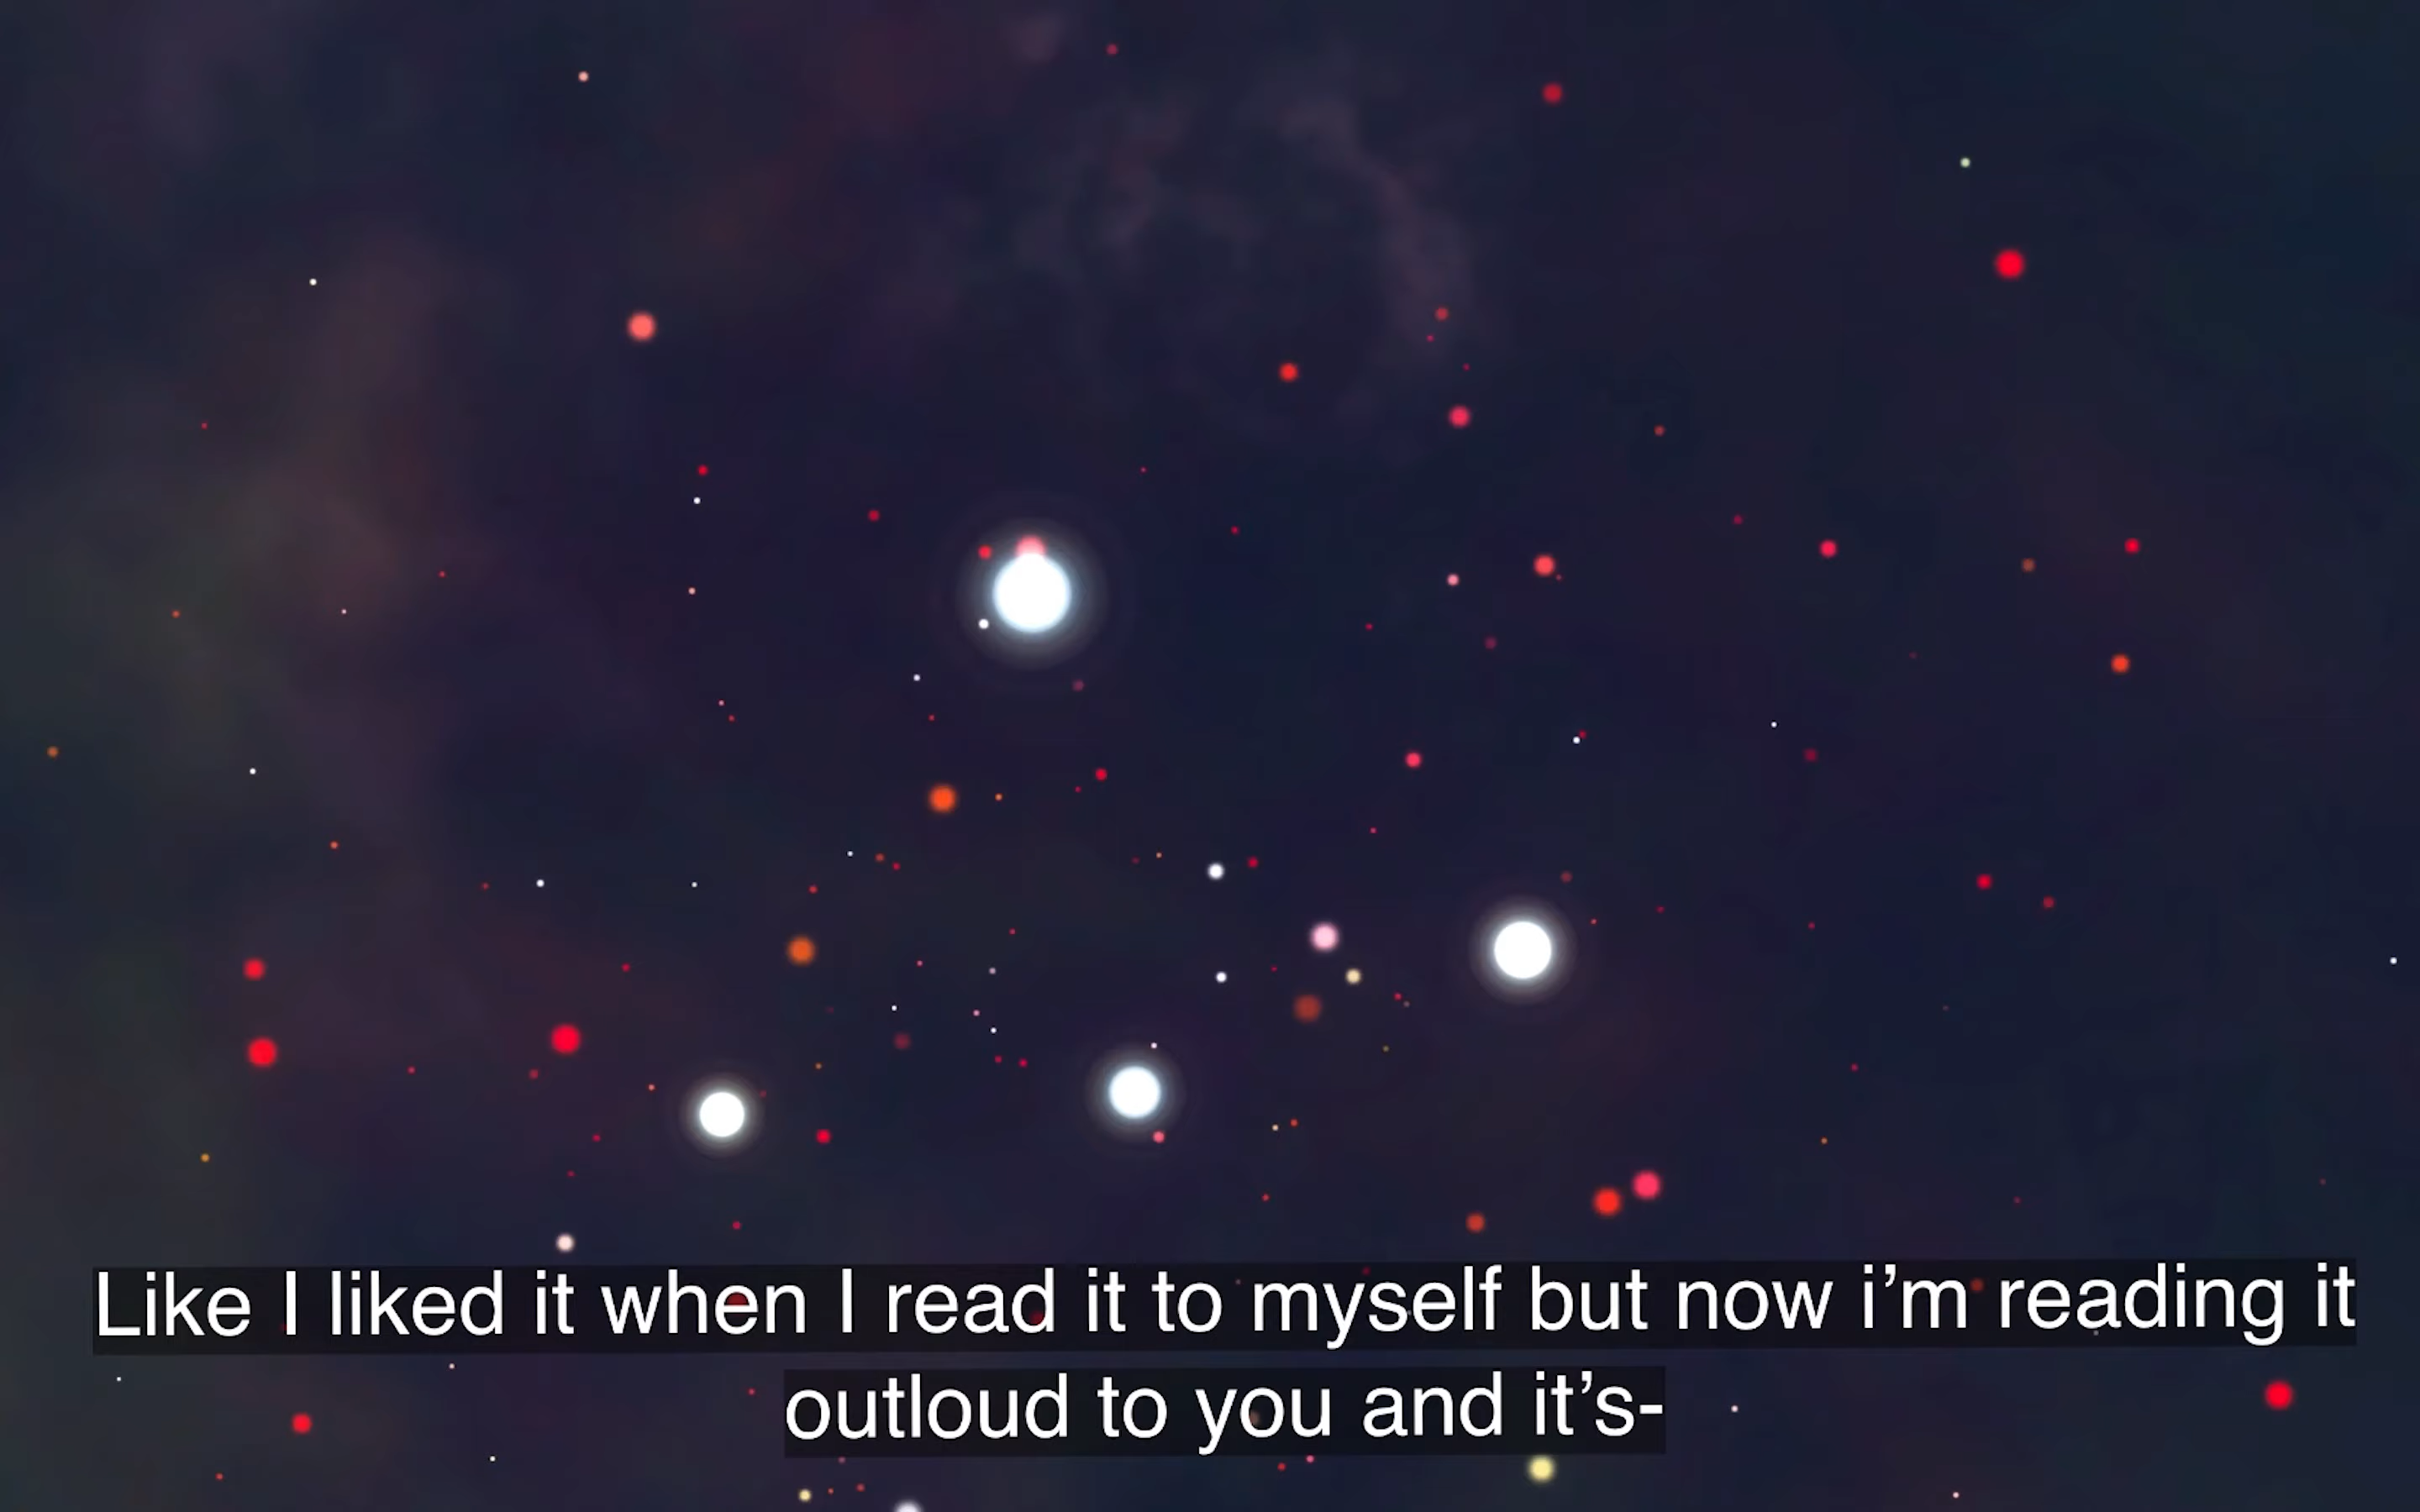 Like I liked it when I read it to myself but now i’m reading it
outloud to you and it’s-